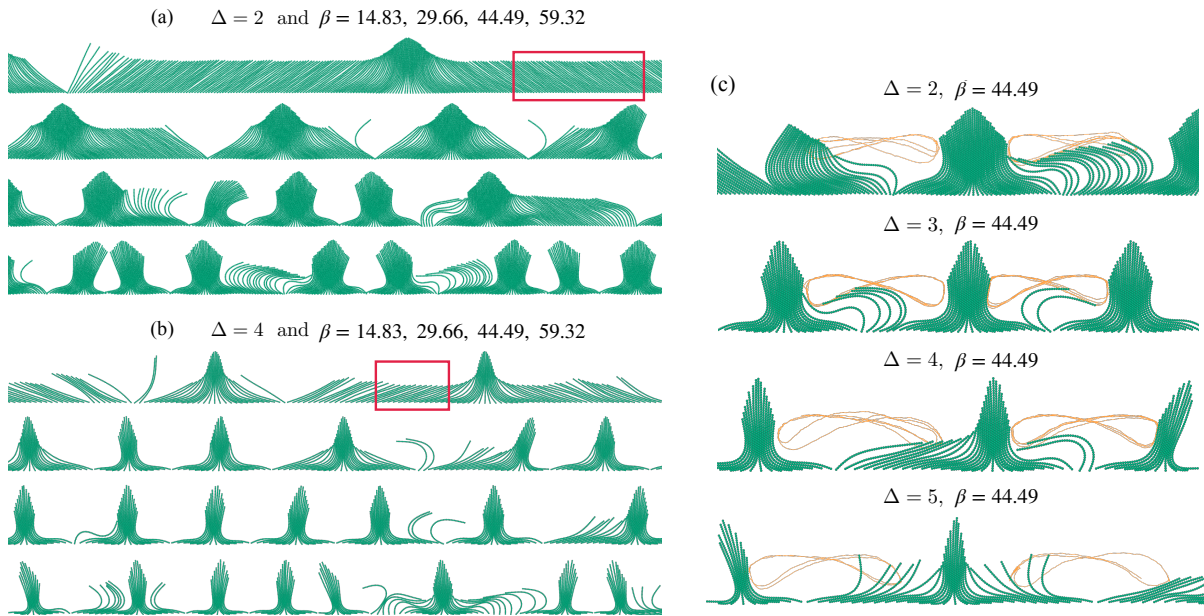 (a) Δ = 2 and β = 14.83, 29.66, 44.49, 59.32
(b) Δ = 4 and β = 14.83, 29.66, 44.49, 59.32
(c)
Δ = 2, β = 44.49
Δ = 3, β = 44.49
Δ = 4, β = 44.49
Δ = 5, β = 44.49